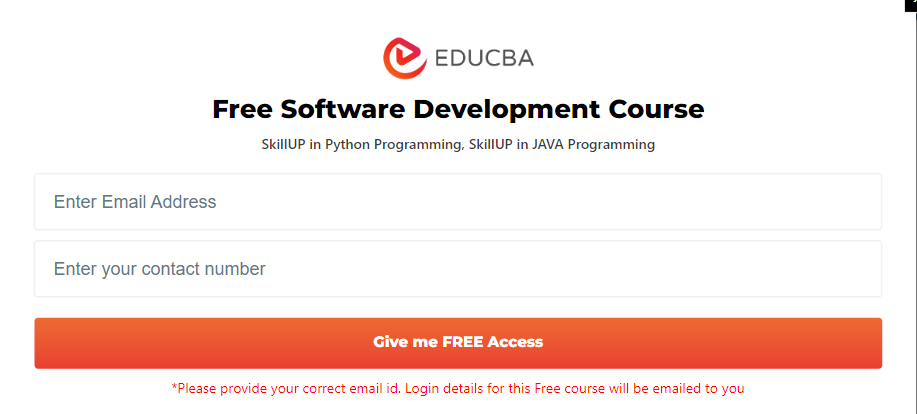 EDUCBA
Free Software Development Course
SkillUP in Python Programming, SkillUP in JAVA Programming
Enter Email Address
Enter your contact number
Give me FREE Access
*Please provide your correct email id. Login details for this Free course will be emailed to you